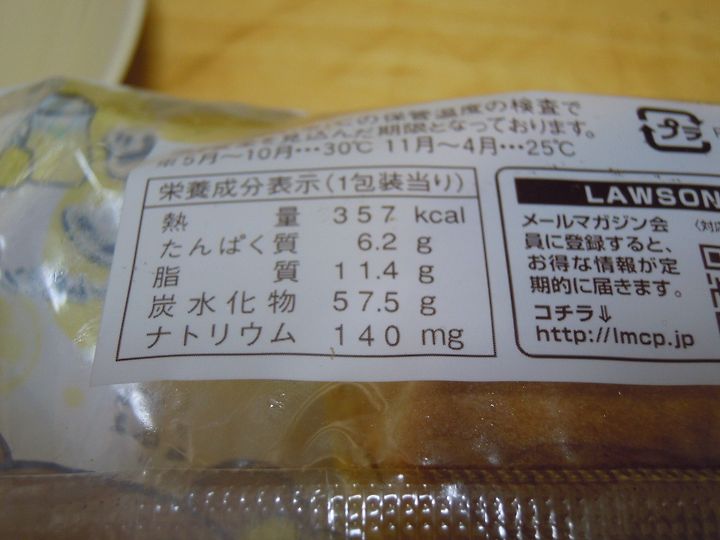 の保管温度の検査で
を見込んだ期限となっております。
※5月～10月…30℃ 11月～4月…25℃
栄養成分表示(1包装当り)
熱量 357 kcal
たんぱく質 6.2 g
脂質 11.4 g
炭水化物 57.5 g
ナトリウム 140 mg
プラ
LAWSON
メールマガジン会
員に登録すると、
お得な情報が定
期的に届きます。
コチラ⇓
http://lmcp.jp